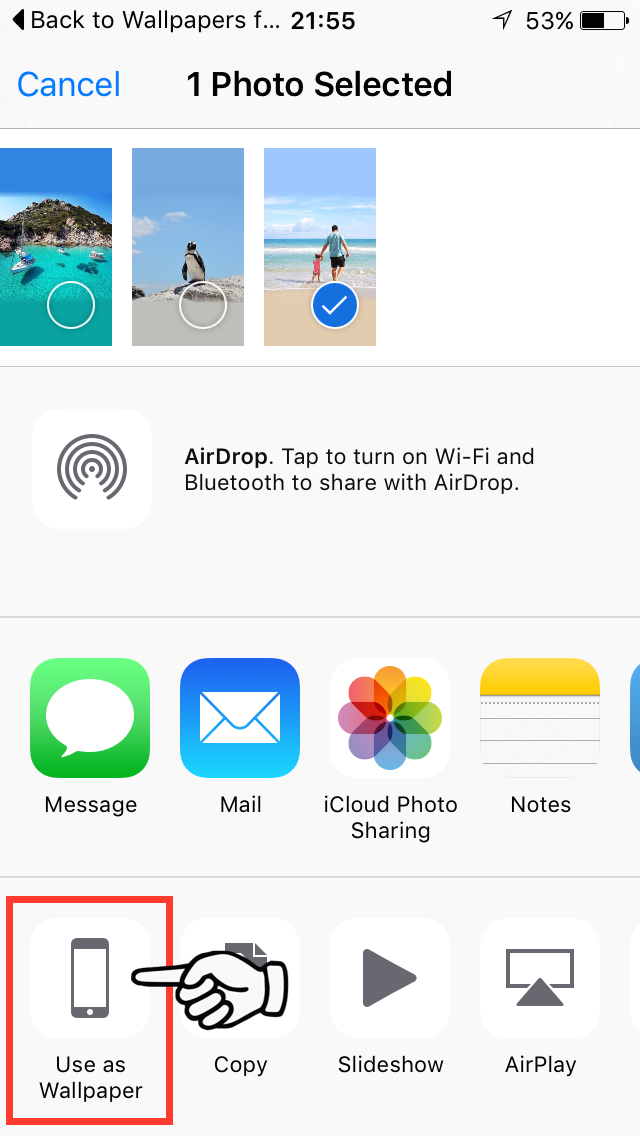 Back to Wallpapers f... 21:55 53%
Cancel 1 Photo Selected
AirDrop. Tap to turn on Wi-Fi and
Bluetooth to share with AirDrop.
Message Mail iCloud Photo Notes
Sharing
Use as Copy Slideshow AirPlay
Wallpaper